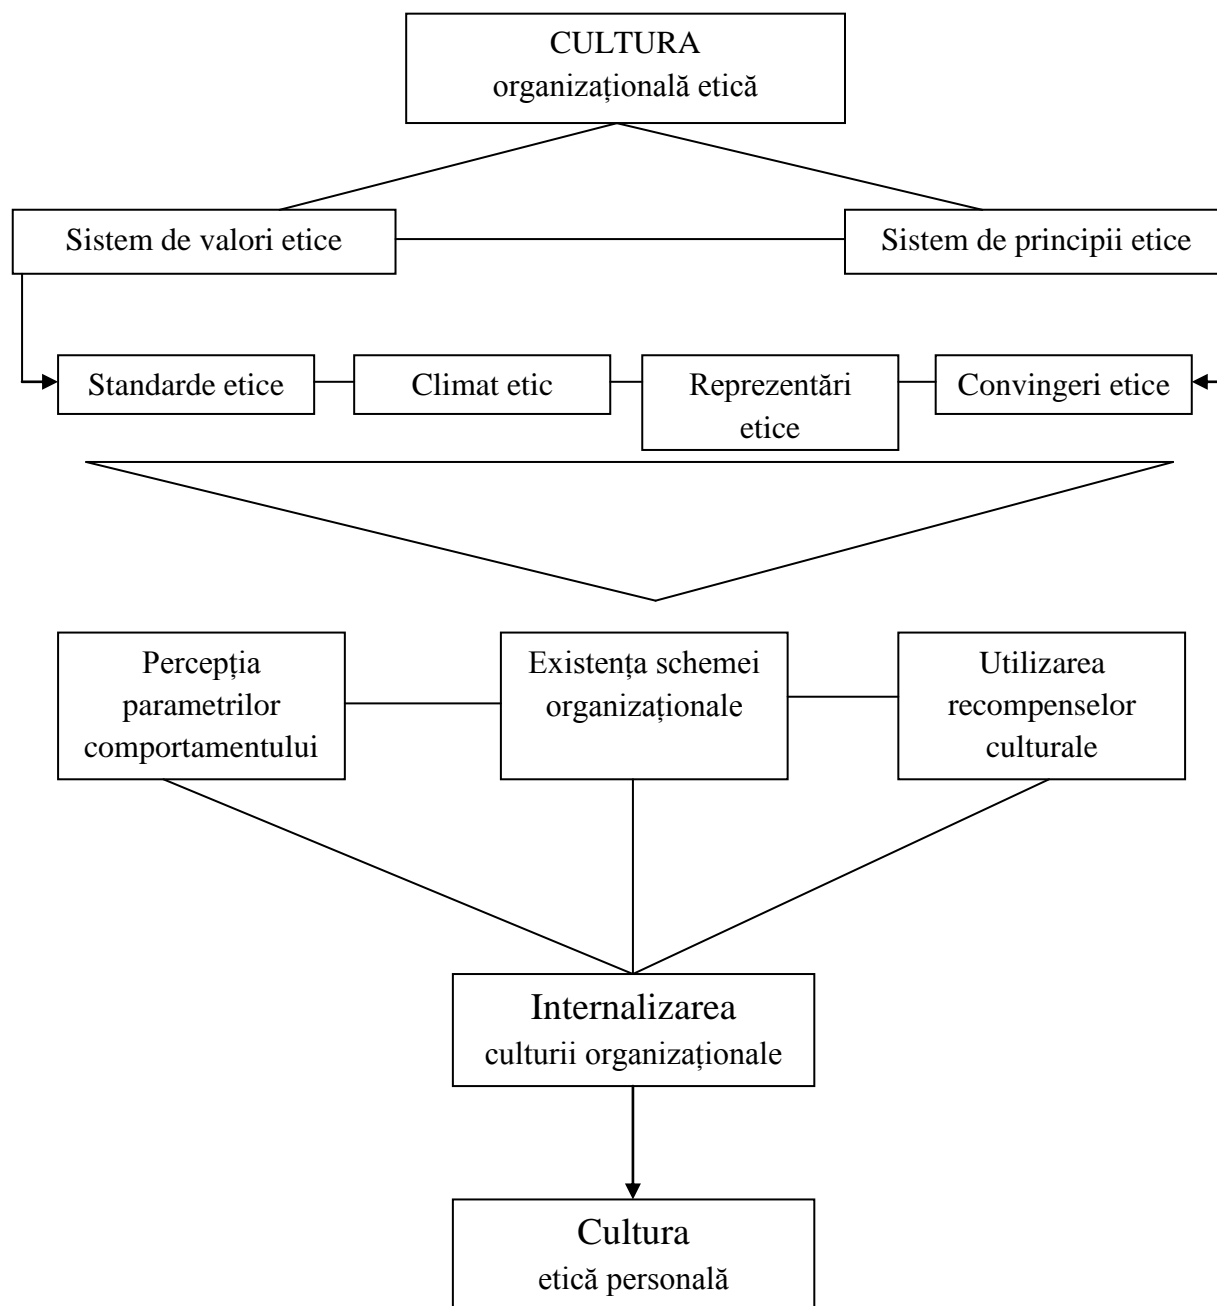 CULTURA
organizațională etică
Sistem de valori etice
Sistem de principii etice
Standarde etice
Climat etic
Reprezentări
etice
Convingeri etice
Percepția
parametrilor
comportamentului
Existența schemei
organizaționale
Utilizarea
recompenselor
culturale
Internalizarea
culturii organizaționale
Cultura
etică personală